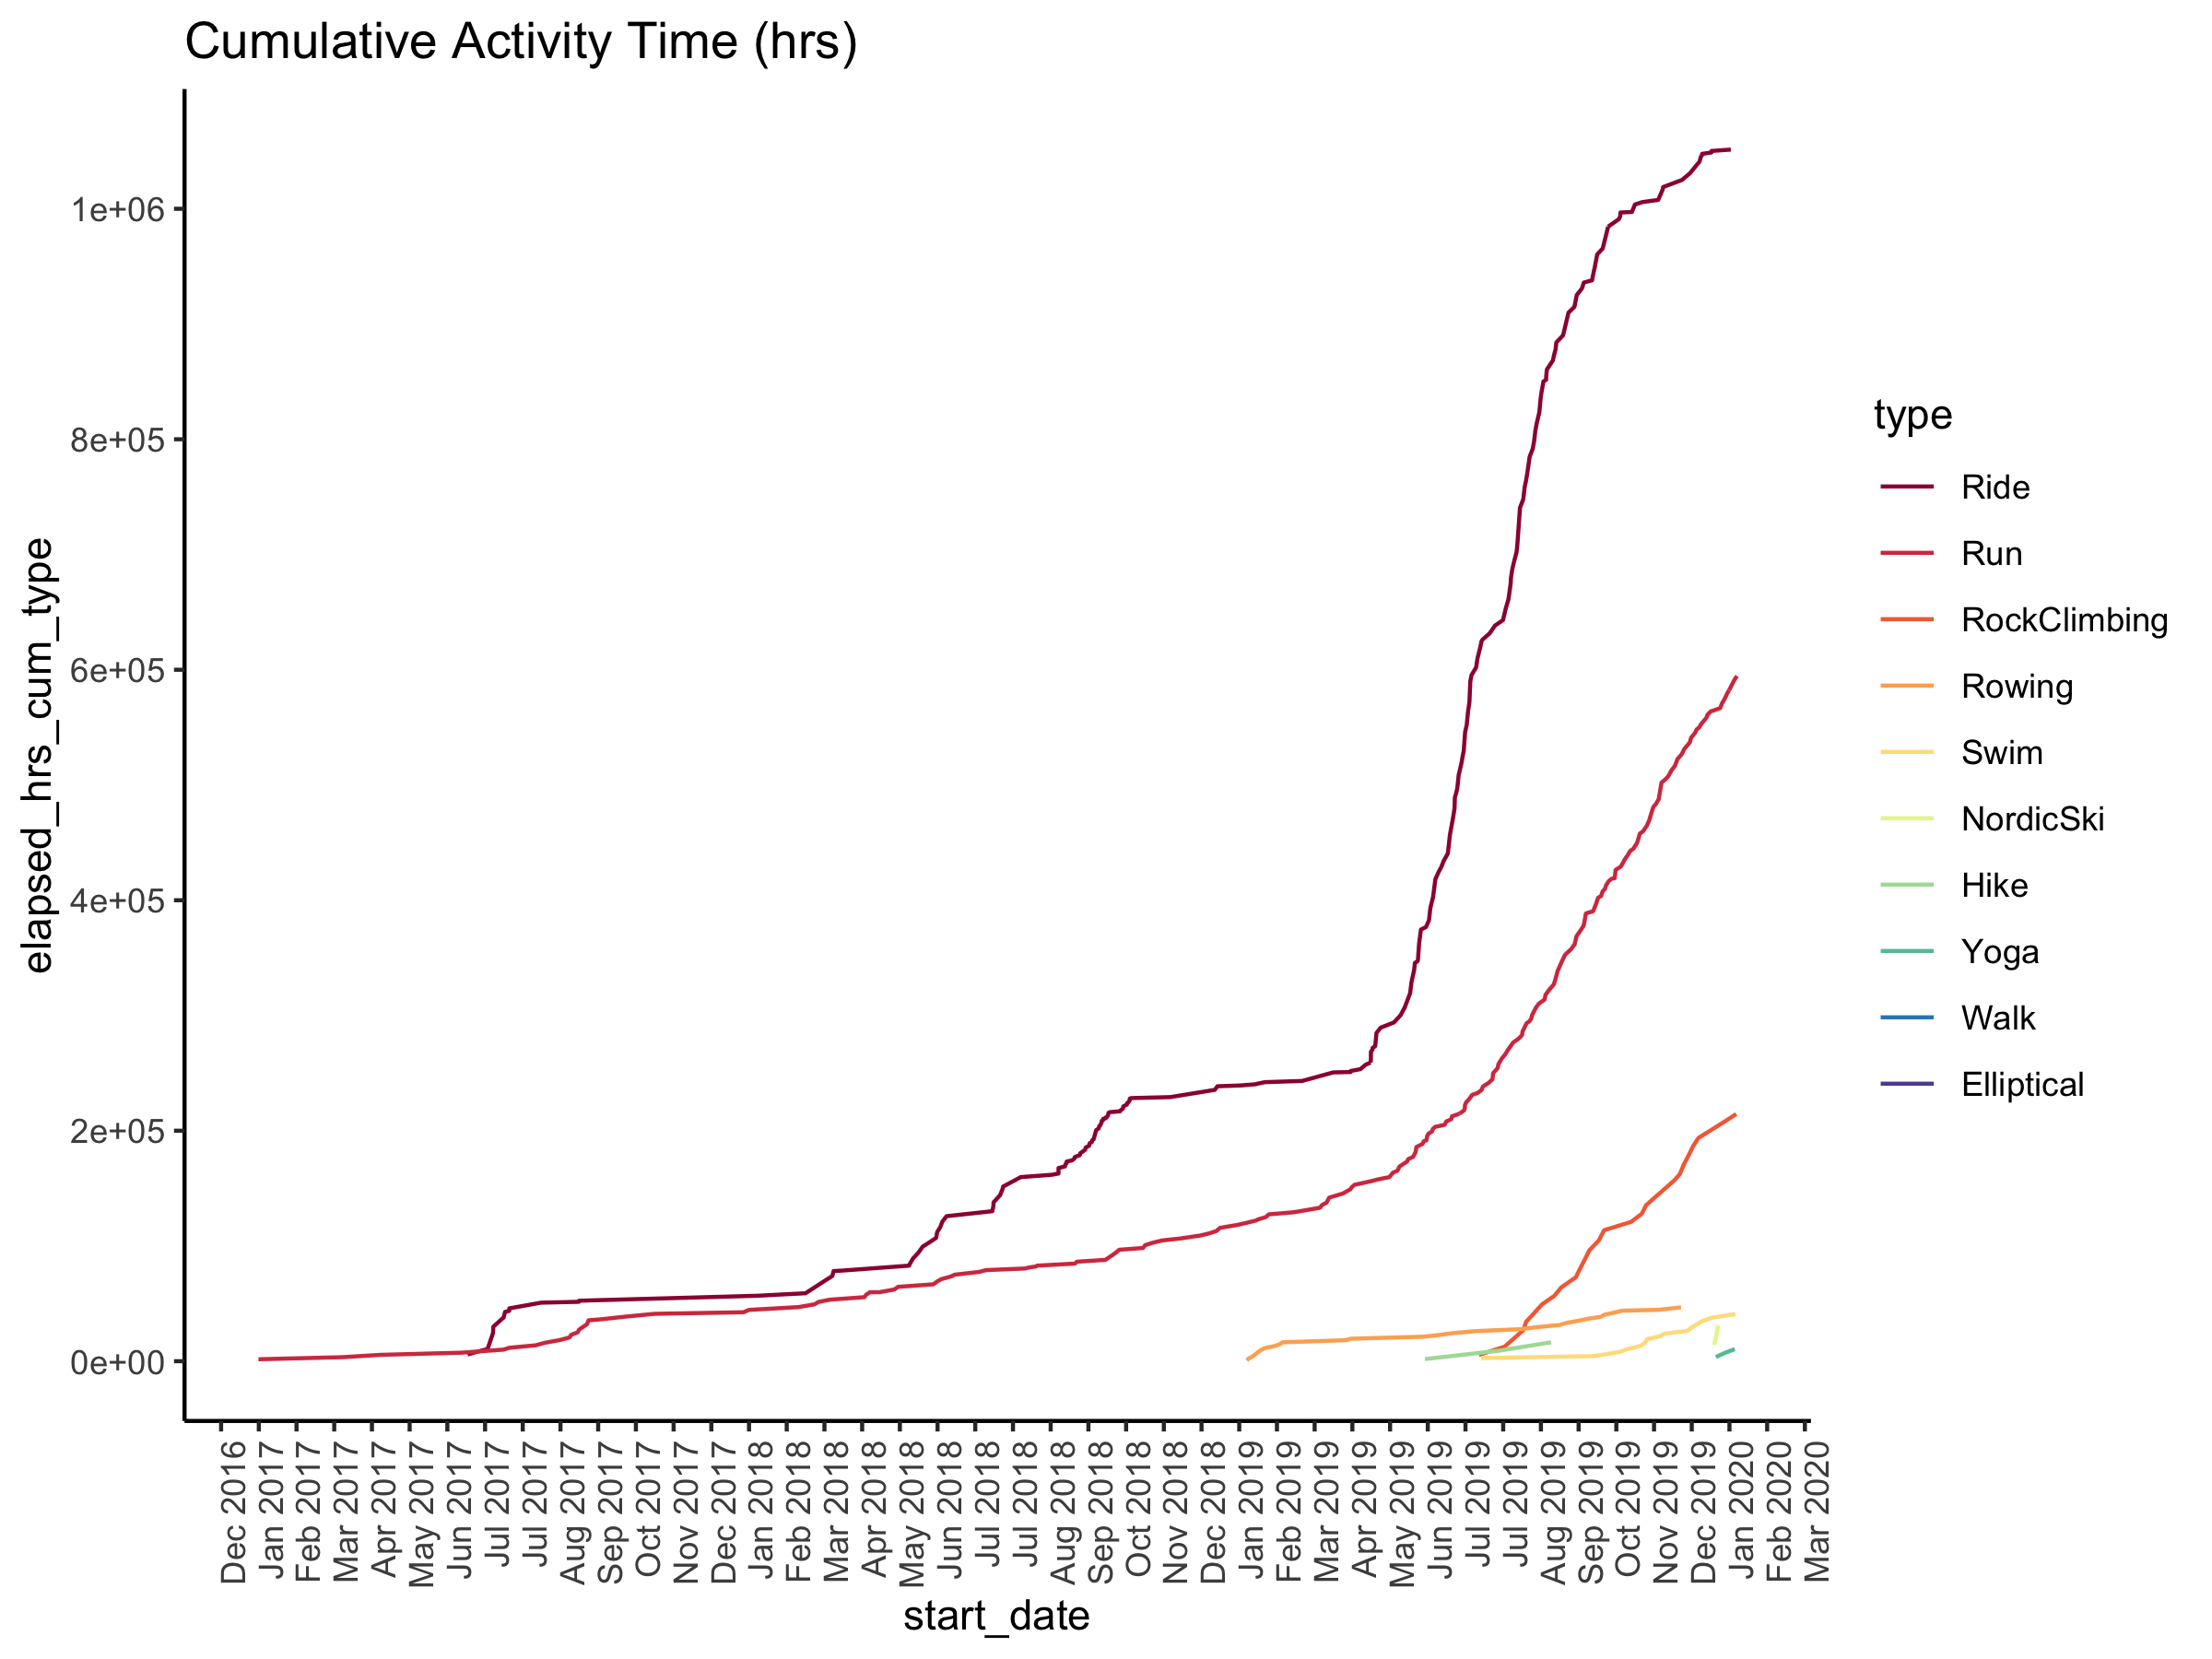 Cumulative Activity Time (hrs)
elapsed_hrs_cum_type
1e+06
8e+05
6e+05
4e+05
2e+05
0e+00
Dec 2016
Jan 2017
Feb 2017
Mar 2017
Apr 2017
May 2017
Jun 2017
Jul 2017
Jul 2017
Aug 2017
Sep 2017
Oct 2017
Nov 2017
Dec 2017
Jan 2018
Feb 2018
Mar 2018
Apr 2018
May 2018
Jun 2018
Jul 2018
Jul 2018
Aug 2018
Sep 2018
Oct 2018
Nov 2018
Dec 2018
Jan 2019
Feb 2019
Mar 2019
Apr 2019
May 2019
Jun 2019
Jul 2019
Jul 2019
Aug 2019
Sep 2019
Oct 2019
Nov 2019
Dec 2019
Jan 2020
Feb 2020
Mar 2020
start_date
type
Ride
Run
RockClimbing
Rowing
Swim
NordicSki
Hike
Yoga
Walk
Elliptical